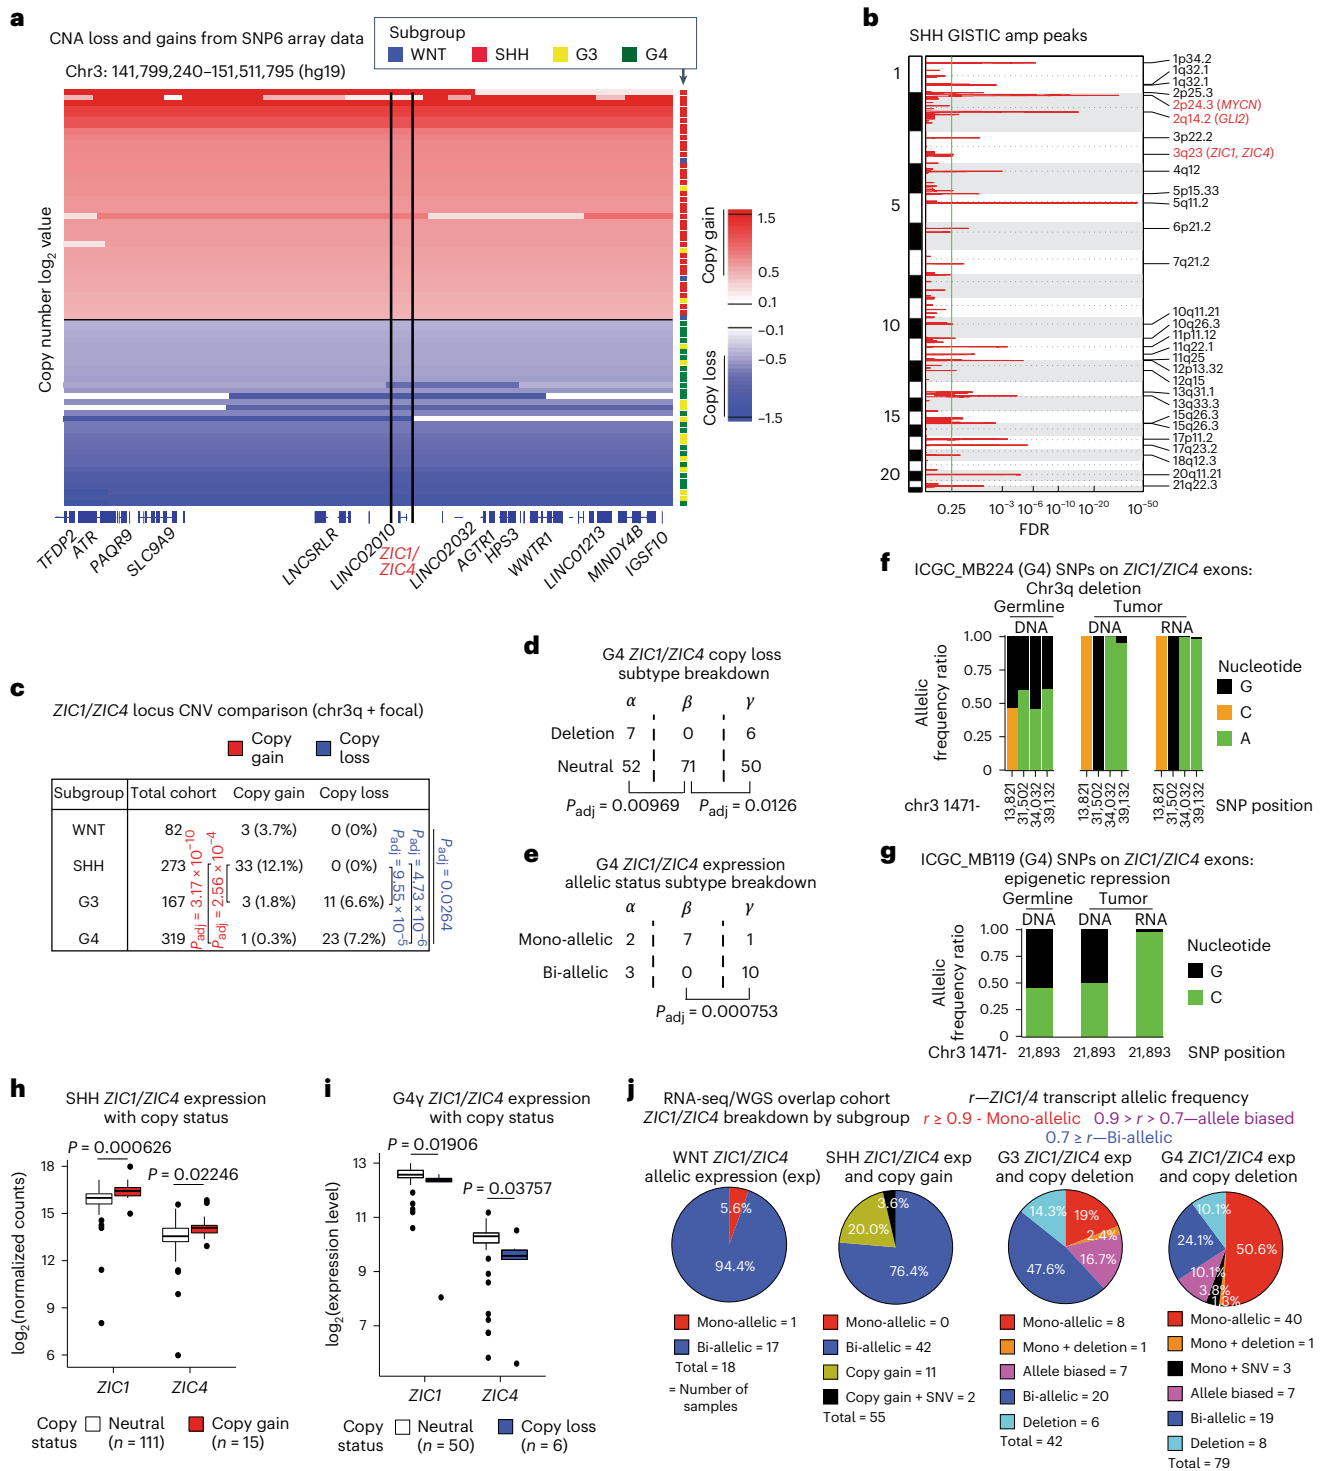 a
CNA loss and gains from SNP6 array data
Chr3: 141,799,240–151,511,795 (hg19)
Subgroup
WNT SHH G3 G4
Copy number log2 value
Copy gain
1.5
0.5
0.1
–0.1
–0.5
–1.5
Copy loss
TFDP2 ATR PAQR9 SLC9A9 LNCSRLR LINC02010 ZIC1/ZIC4 LINC02032 AGTR1 HPS3 WWTR1 LINC01213 MINDY4B IGSF10
b
SHH GISTIC amp peaks
1
5
10
15
20
1p34.2
1q32.1
1q32.1
2p25.3
2p24.3 (MYCN)
2q14.2 (GLI2)
3p22.2
3q23 (ZIC1, ZIC4)
4q12
5p15.33
5q11.2
6p21.2
7q21.2
10q11.21
10q26.3
11p11.12
11q22.1
11q25
12p13.32
12q15
13q31.1
13q33.3
15q26.3
15q26.3
17p11.2
17q23.2
18q12.3
20q11.21
21q22.3
0.25 10⁻³ 10⁻⁶ 10⁻¹⁰ 10⁻²⁰ 10⁻⁵⁰
FDR
c
ZIC1/ZIC4 locus CNV comparison (chr3q + focal)
Copy gain Copy loss
Subgroup Total cohort Copy gain Copy loss
WNT 82 3 (3.7%) 0 (0%)
SHH 273 33 (12.1%) 0 (0%)
G3 167 3 (1.8%) 11 (6.6%)
G4 319 1 (0.3%) 23 (7.2%)
Padj = 3.17 × 10⁻¹⁰
Padj = 2.56 × 10⁻⁴
Padj = 9.55 × 10⁻⁵
Padj = 4.73 × 10⁻⁶
Padj = 0.0264
d
G4 ZIC1/ZIC4 copy loss
subtype breakdown
α β γ
Deletion 7 0 6
Neutral 52 71 50
Padj = 0.00969 Padj = 0.0126
e
G4 ZIC1/ZIC4 expression
allelic status subtype breakdown
α β γ
Mono-allelic 2 7 1
Bi-allelic 3 0 10
Padj = 0.000753
f
ICGC_MB224 (G4) SNPs on ZIC1/ZIC4 exons:
Chr3q deletion
Germline Tumor
DNA DNA RNA
Allelic
frequency ratio
1.00
0.75
0.50
0.25
0
Nucleotide
G
C
A
chr3 1471- 13,821 31,502 34,032 39,132 13,821 31,502 34,032 39,132 13,821 31,502 34,032 39,132 SNP position
g
ICGC_MB119 (G4) SNPs on ZIC1/ZIC4 exons:
epigenetic repression
Germline Tumor
DNA DNA RNA
Allelic
frequency ratio
1.00
0.75
0.50
0.25
0
Nucleotide
G
C
Chr3 1471- 21,893 21,893 21,893 SNP position
h
SHH ZIC1/ZIC4 expression
with copy status
P = 0.000626
P = 0.02246
log2(normalized counts)
18
15
12
9
6
ZIC1 ZIC4
Copy status
Neutral (n = 111)
Copy gain (n = 15)
i
G4γ ZIC1/ZIC4 expression
with copy status
P = 0.01906
P = 0.03757
log2(expression level)
13
11
9
7
ZIC1 ZIC4
Copy status
Neutral (n = 50)
Copy loss (n = 6)
j
RNA-seq/WGS overlap cohort
ZIC1/ZIC4 breakdown by subgroup
r—ZIC1/4 transcript allelic frequency
r ≥ 0.9 - Mono-allelic 0.9 > r > 0.7—allele biased
0.7 ≥ r—Bi-allelic
WNT ZIC1/ZIC4
allelic expression (exp)
5.6%
94.4%
Mono-allelic = 1
Bi-allelic = 17
Total = 18
= Number of
samples
SHH ZIC1/ZIC4 exp
and copy gain
3.6%
20.0%
76.4%
Mono-allelic = 0
Bi-allelic = 42
Copy gain = 11
Copy gain + SNV = 2
Total = 55
G3 ZIC1/ZIC4 exp
and copy deletion
14.3%
19%
2.4%
16.7%
47.6%
Mono-allelic = 8
Mono + deletion = 1
Allele biased = 7
Bi-allelic = 20
Deletion = 6
Total = 42
G4 ZIC1/ZIC4 exp
and copy deletion
10.1%
24.1%
50.6%
10.1%
3.8%
1.3%
Mono-allelic = 40
Mono + deletion = 1
Mono + SNV = 3
Allele biased = 7
Bi-allelic = 19
Deletion = 8
Total = 79